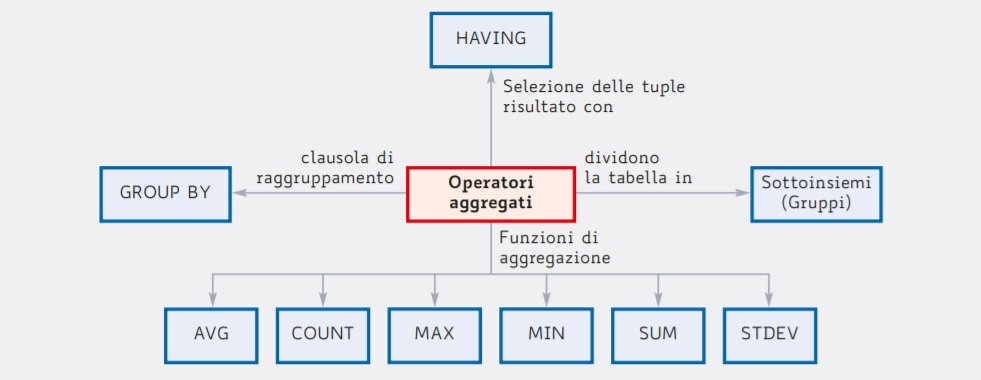 HAVING
Selezione delle tuple
risultato con
clausola di
raggruppamento
dividono
la tabella in
GROUP BY
Operatori
aggregati
Sottoinsiemi
(Gruppi)
Funzioni di
aggregazione
AVG
COUNT
MAX
MIN
SUM
STDEV